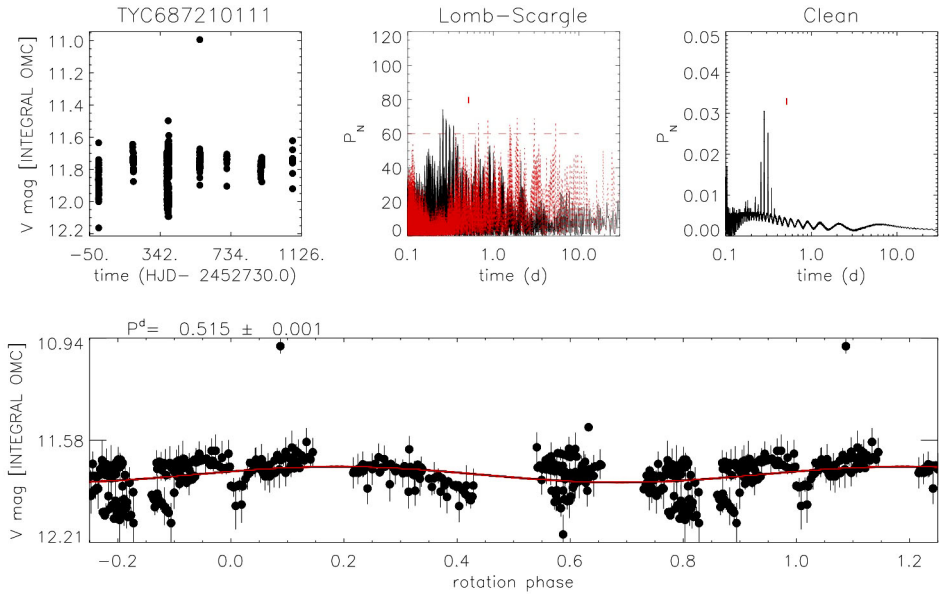 TYC687210111
Lomb-Scargle
Clean
V mag [INTEGRAL OMC]
11.0
11.2
11.4
11.6
11.8
12.0
12.2
-50. 342. 734. 1126.
time (HJD- 2452730.0)
P_N
120
100
80
60
40
20
0
0.1 1.0 10.0
time (d)
P_N
0.05
0.04
0.03
0.02
0.01
0.00
0.1 1.0 10.0
time (d)
P^d= 0.515 ± 0.001
V mag [INTEGRAL OMC]
10.94
11.58
12.21
-0.2 0.0 0.2 0.4 0.6 0.8 1.0 1.2
rotation phase